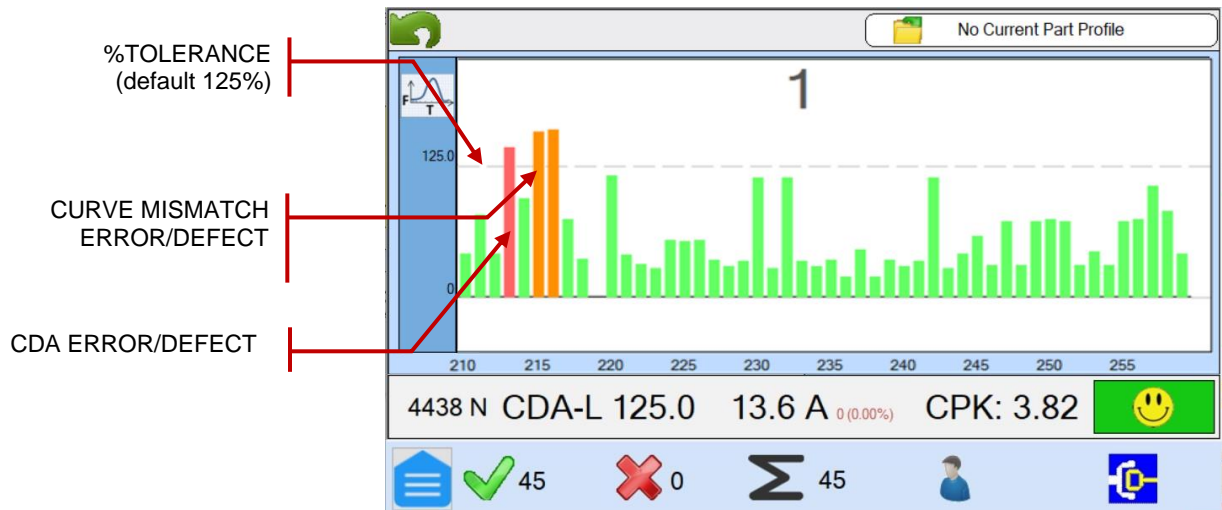 %TOLERANCE
(default 125%)
CURVE MISMATCH
ERROR/DEFECT
CDA ERROR/DEFECT
No Current Part Profile
F
T
1
125.0
0
210 215 220 225 230 235 240 245 250 255
4438 N CDA-L 125.0 13.6 A 0 (0.00%) CPK: 3.82
45 0 Σ 45